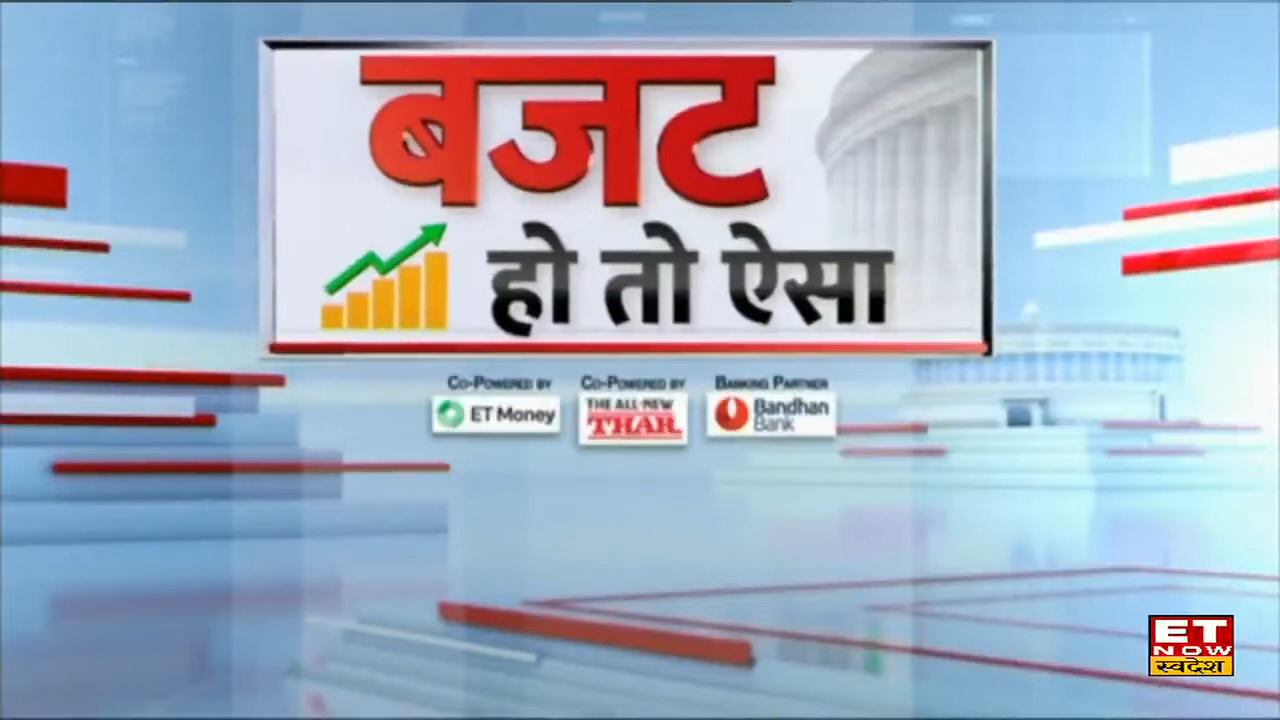 बजट
हो तो ऐसा
CO-POWERED BY
ET Money
CO-POWERED BY
THE ALL-NEW
THAR
BANKING PARTNER
Bandhan
Bank
ET
NOW
स्वदेश